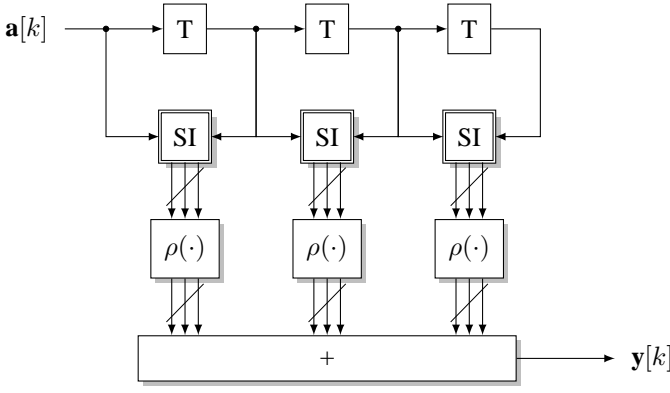 a[k] T T T
SI SI SI
ρ(·) ρ(·) ρ(·)
+ y[k]